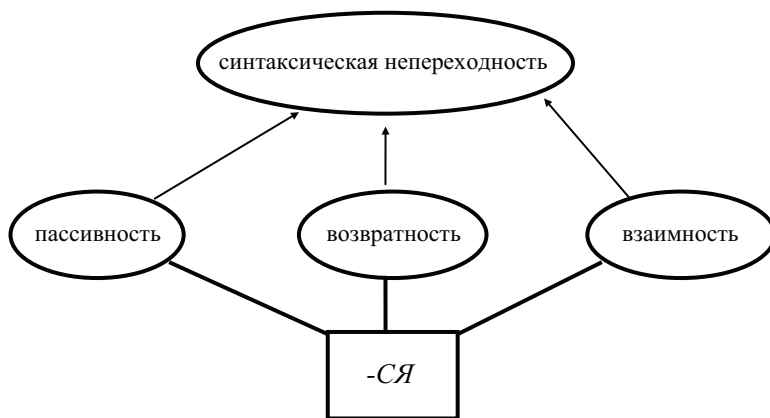 синтаксическая непереходность
пассивность
возвратность
взаимность
-СЯ